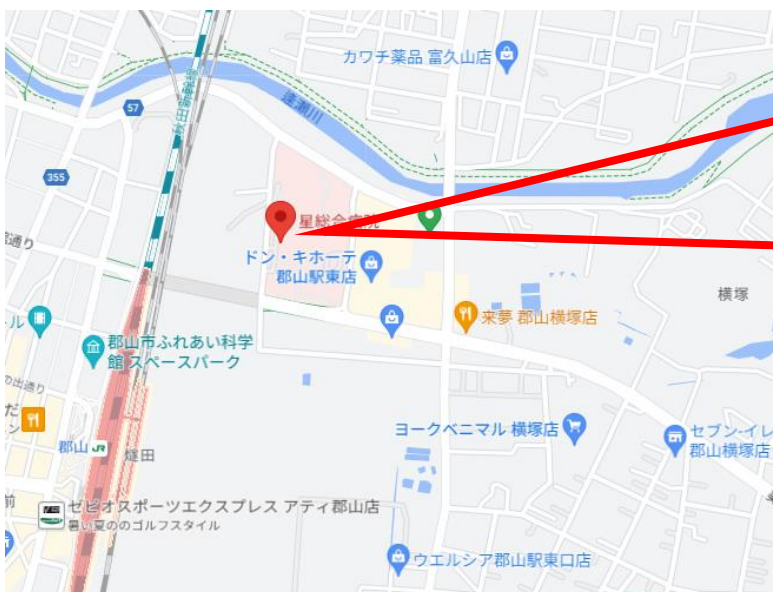 カワチ薬品 富久山店
57
逢瀬川
355
星総合病院
ドン・キホーテ
郡山駅東店
横塚
来夢 郡山横塚店
郡山市ふれあい科学
館 スペースパーク
ヨークベニマル 横塚店
セブン-イレ
郡山横塚店
郡山
JR
燧田
ゼビオスポーツエクスプレス アティ郡山店
暑い夏ののゴルフスタイル
ウエルシア郡山駅東口店
前